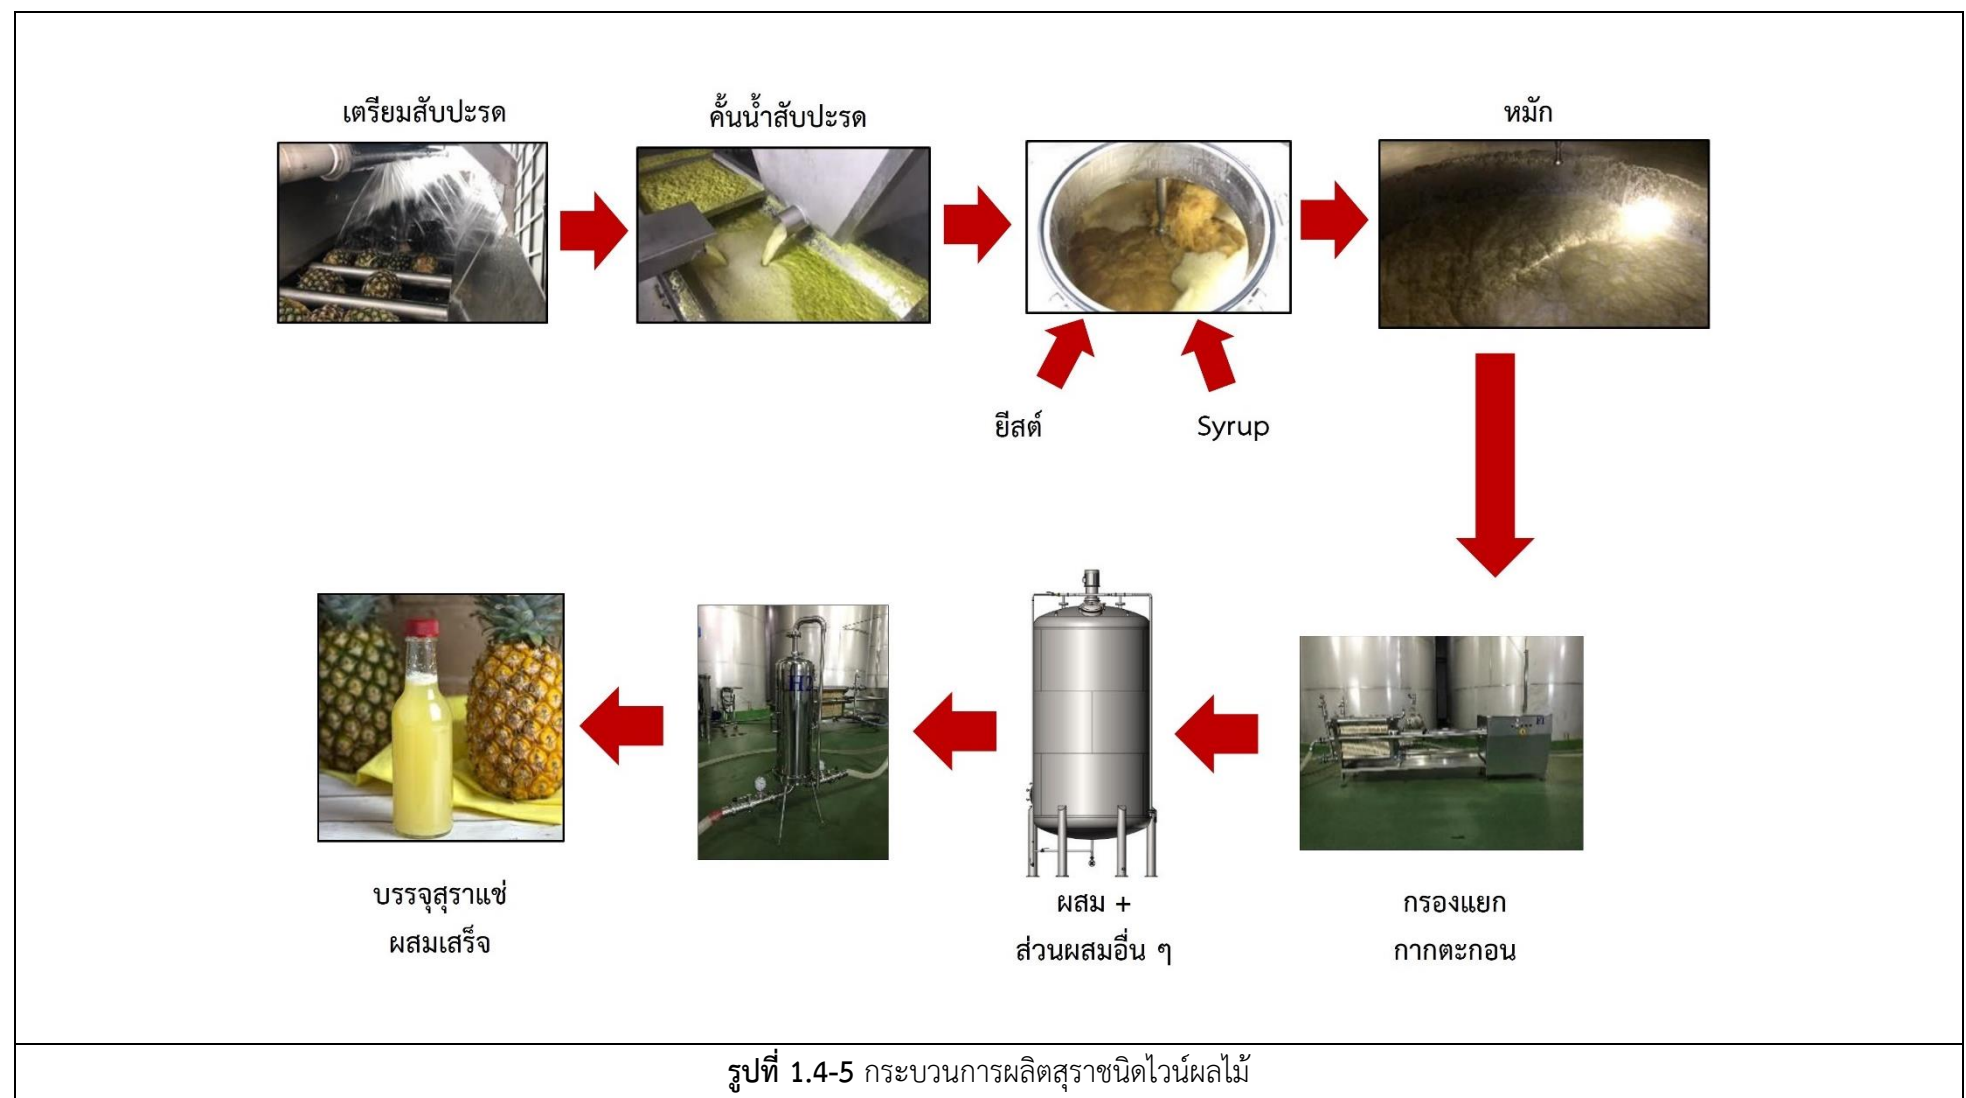 เตรียมสับปะรด
คั้นน้ำสับปะรด
หมัก
ยีสต์
Syrup
H2
บรรจุสุราแช่
ผสมเสร็จ
ผสม +
ส่วนผสมอื่น ๆ
กรองแยก
กากตะกอน
รูปที่ 1.4-5 กระบวนการผลิตสุราชนิดไวน์ผลไม้